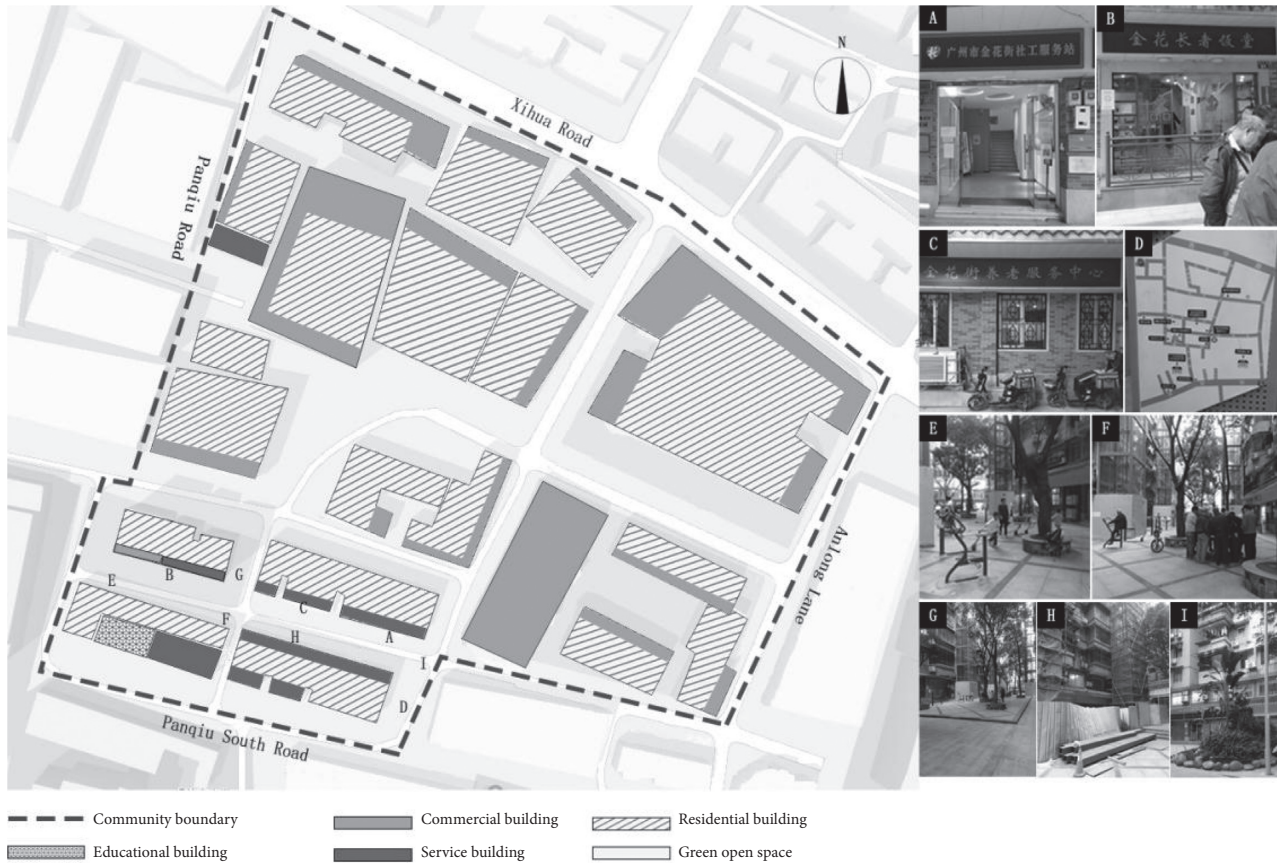 Xihua Road
N
Panqiu Road
Anlong Lane
E
B
G
C
F
A
H
I
D
Panqiu South Road
A
广州市金花街社工服务站
B
金花长者饭堂
C
金花街养老服务中心
D
E
F
G
H
I
Community boundary
Commercial building
Residential building
Educational building
Service building
Green open space